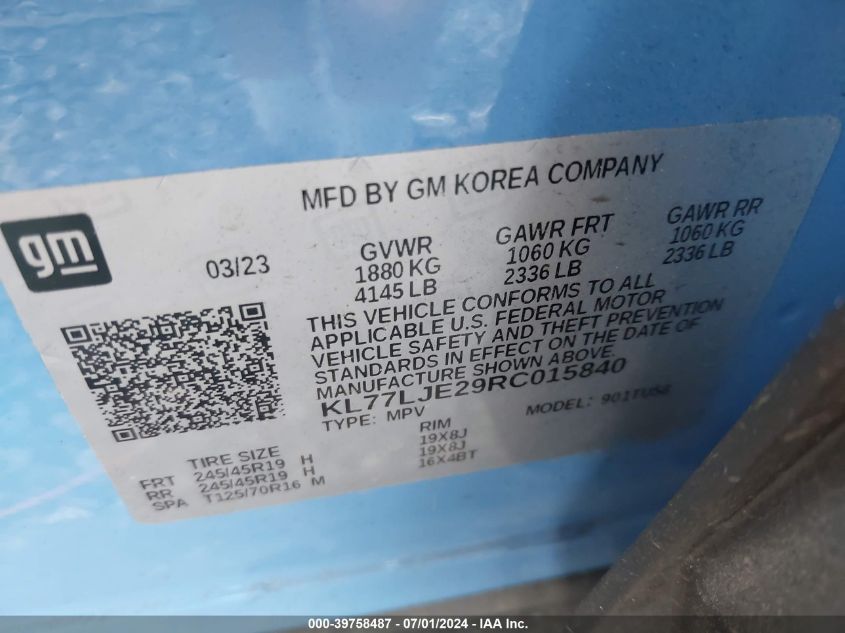 MFD BY GM KOREA COMPANY
gm
03/23
GVWR GAWR FRT GAWR RR
1880 KG 1060 KG 1060 KG
4145 LB 2336 LB 2336 LB
THIS VEHICLE CONFORMS TO ALL
APPLICABLE U.S. FEDERAL MOTOR
VEHICLE SAFETY AND THEFT PREVENTION
STANDARDS IN EFFECT ON THE DATE OF
MANUFACTURE SHOWN ABOVE.
KL77LJE29RC015840
TYPE: MPV MODEL:
TIRE SIZE RIM
FRT 245/45R19 H 19X8J
RR 245/45R19 H 19X8J
SPA T125/70R16 M 16X4BT
000-39758487 - 07/01/2024 - IAA Inc.